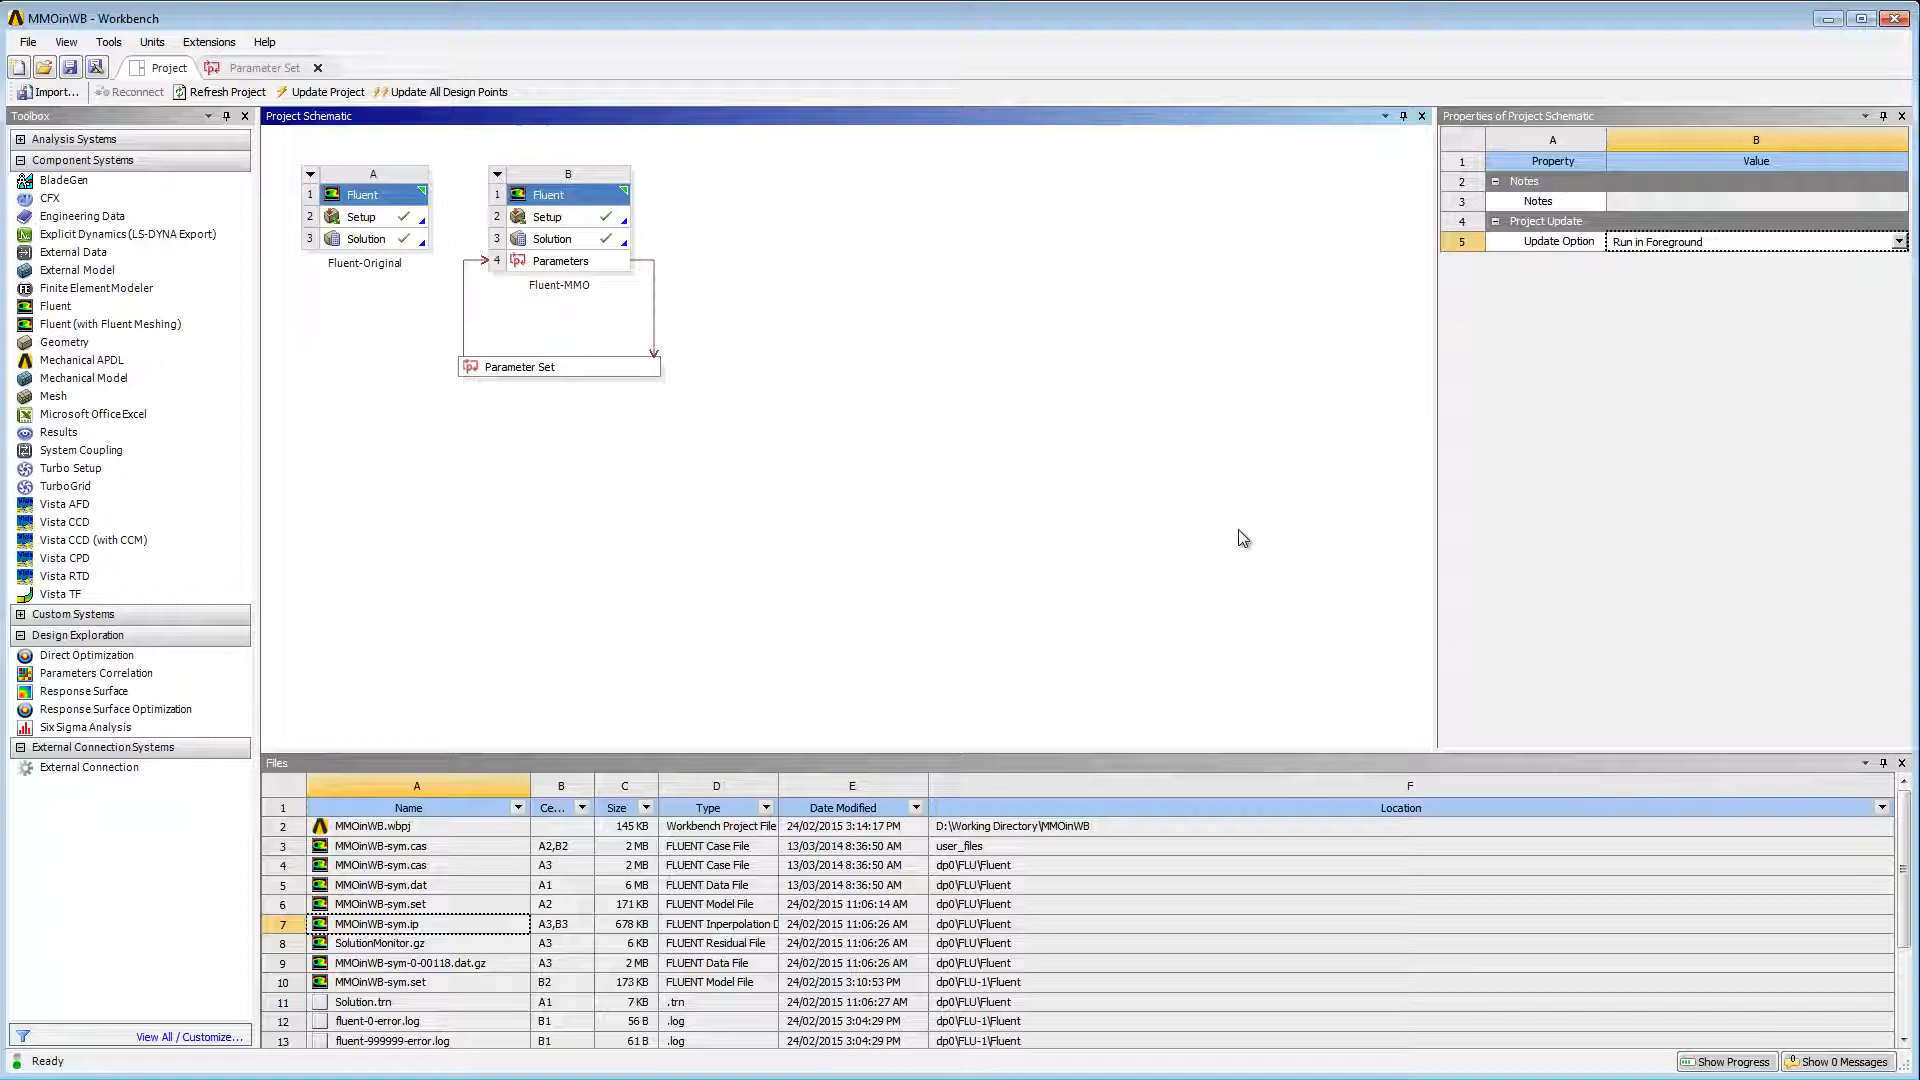 MMOinWB - Workbench
File View Tools Units Extensions Help
Project Parameter Set
Import... Reconnect Refresh Project Update Project Update All Design Points
Toolbox
Analysis Systems
Component Systems
BladeGen
CFX
Engineering Data
Explicit Dynamics (LS-DYNA Export)
External Data
External Model
Finite Element Modeler
Fluent
Fluent (with Fluent Meshing)
Geometry
Mechanical APDL
Mechanical Model
Mesh
Microsoft Office Excel
Results
System Coupling
Turbo Setup
TurboGrid
Vista AFD
Vista CCD
Vista CCD (with CCM)
Vista CPD
Vista RTD
Vista TF
Custom Systems
Design Exploration
Direct Optimization
Parameters Correlation
Response Surface
Response Surface Optimization
Six Sigma Analysis
External Connection Systems
External Connection
View All / Customize...
Project Schematic
A
1 Fluent
2 Setup
3 Solution
Fluent-Original
B
1 Fluent
2 Setup
3 Solution
4 Parameters
Fluent-MMO
Parameter Set
Properties of Project Schematic
A B
1 Property Value
2 Notes
3 Notes
4 Project Update
5 Update Option Run in Foreground
Files
A B C D E F
1 Name Ce... Size Type Date Modified Location
2 MMOinWB.wbpj 145 KB Workbench Project File 24/02/2015 3:14:17 PM D:\Working Directory\MMOinWB
3 MMOinWB-sym.cas A2,B2 2 MB FLUENT Case File 13/03/2014 8:36:50 AM user_files
4 MMOinWB-sym.cas A3 2 MB FLUENT Case File 13/03/2014 8:36:50 AM dp0\FLU\Fluent
5 MMOinWB-sym.dat A1 6 MB FLUENT Data File 13/03/2014 8:36:50 AM dp0\FLU\Fluent
6 MMOinWB-sym.set A2 171 KB FLUENT Model File 24/02/2015 11:06:14 AM dp0\FLU\Fluent
7 MMOinWB-sym.ip A3,B3 678 KB FLUENT Inperpolation D 24/02/2015 11:06:26 AM dp0\FLU\Fluent
8 SolutionMonitor.gz A3 6 KB FLUENT Residual File 24/02/2015 11:06:26 AM dp0\FLU\Fluent
9 MMOinWB-sym-0-00118.dat.gz A3 2 MB FLUENT Data File 24/02/2015 11:06:26 AM dp0\FLU\Fluent
10 MMOinWB-sym.set B2 173 KB FLUENT Model File 24/02/2015 3:10:53 PM dp0\FLU-1\Fluent
11 Solution.trn A1 7 KB .trn 24/02/2015 11:06:27 AM dp0\FLU\Fluent
12 fluent-0-error.log B1 56 B .log 24/02/2015 3:04:29 PM dp0\FLU-1\Fluent
13 fluent-999999-error.log B1 61 B .log 24/02/2015 3:04:29 PM dp0\FLU-1\Fluent
Ready Show Progress Show 0 Messages